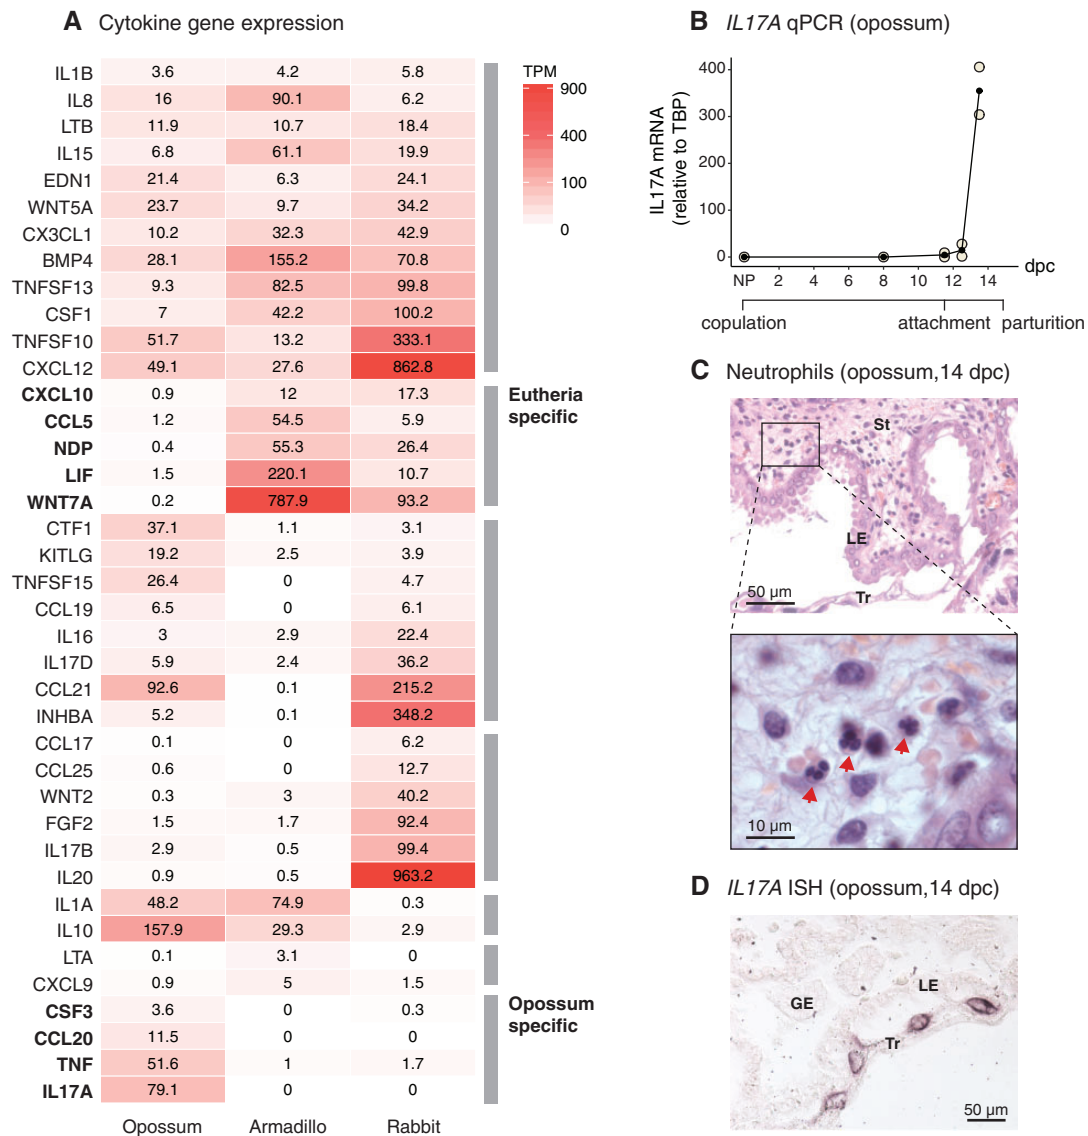 A Cytokine gene expression
IL1B 3.6 4.2 5.8
IL8 16 90.1 6.2
LTB 11.9 10.7 18.4
IL15 6.8 61.1 19.9
EDN1 21.4 6.3 24.1
WNT5A 23.7 9.7 34.2
CX3CL1 10.2 32.3 42.9
BMP4 28.1 155.2 70.8
TNFSF13 9.3 82.5 99.8
CSF1 7 42.2 100.2
TNFSF10 51.7 13.2 333.1
CXCL12 49.1 27.6 862.8
CXCL10 0.9 12 17.3
CCL5 1.2 54.5 5.9
NDP 0.4 55.3 26.4
LIF 1.5 220.1 10.7
WNT7A 0.2 787.9 93.2
CTF1 37.1 1.1 3.1
KITLG 19.2 2.5 3.9
TNFSF15 26.4 0 4.7
CCL19 6.5 0 6.1
IL16 3 2.9 22.4
IL17D 5.9 2.4 36.2
CCL21 92.6 0.1 215.2
INHBA 5.2 0.1 348.2
CCL17 0.1 0 6.2
CCL25 0.6 0 12.7
WNT2 0.3 3 40.2
FGF2 1.5 1.7 92.4
IL17B 2.9 0.5 99.4
IL20 0.9 0.5 963.2
IL1A 48.2 74.9 0.3
IL10 157.9 29.3 2.9
LTA 0.1 3.1 0
CXCL9 0.9 5 1.5
CSF3 3.6 0 0.3
CCL20 11.5 0 0
TNF 51.6 1 1.7
IL17A 79.1 0 0
Opossum Armadillo Rabbit
Eutheria
specific
Opossum
specific
TPM
900
400
100
0
B IL17A qPCR (opossum)
IL17A mRNA
(relative to TBP)
400
300
200
100
0
NP 2 4 6 8 10 12 14 dpc
copulation attachment parturition
C Neutrophils (opossum,14 dpc)
St
LE
Tr
50 µm
10 µm
D IL17A ISH (opossum,14 dpc)
LE
GE
Tr
50 µm